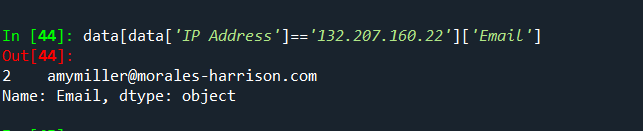 In [44]: data[data['IP Address']=='132.207.160.22']['Email']
Out[44]:
2    amymiller@morales-harrison.com
Name: Email, dtype: object